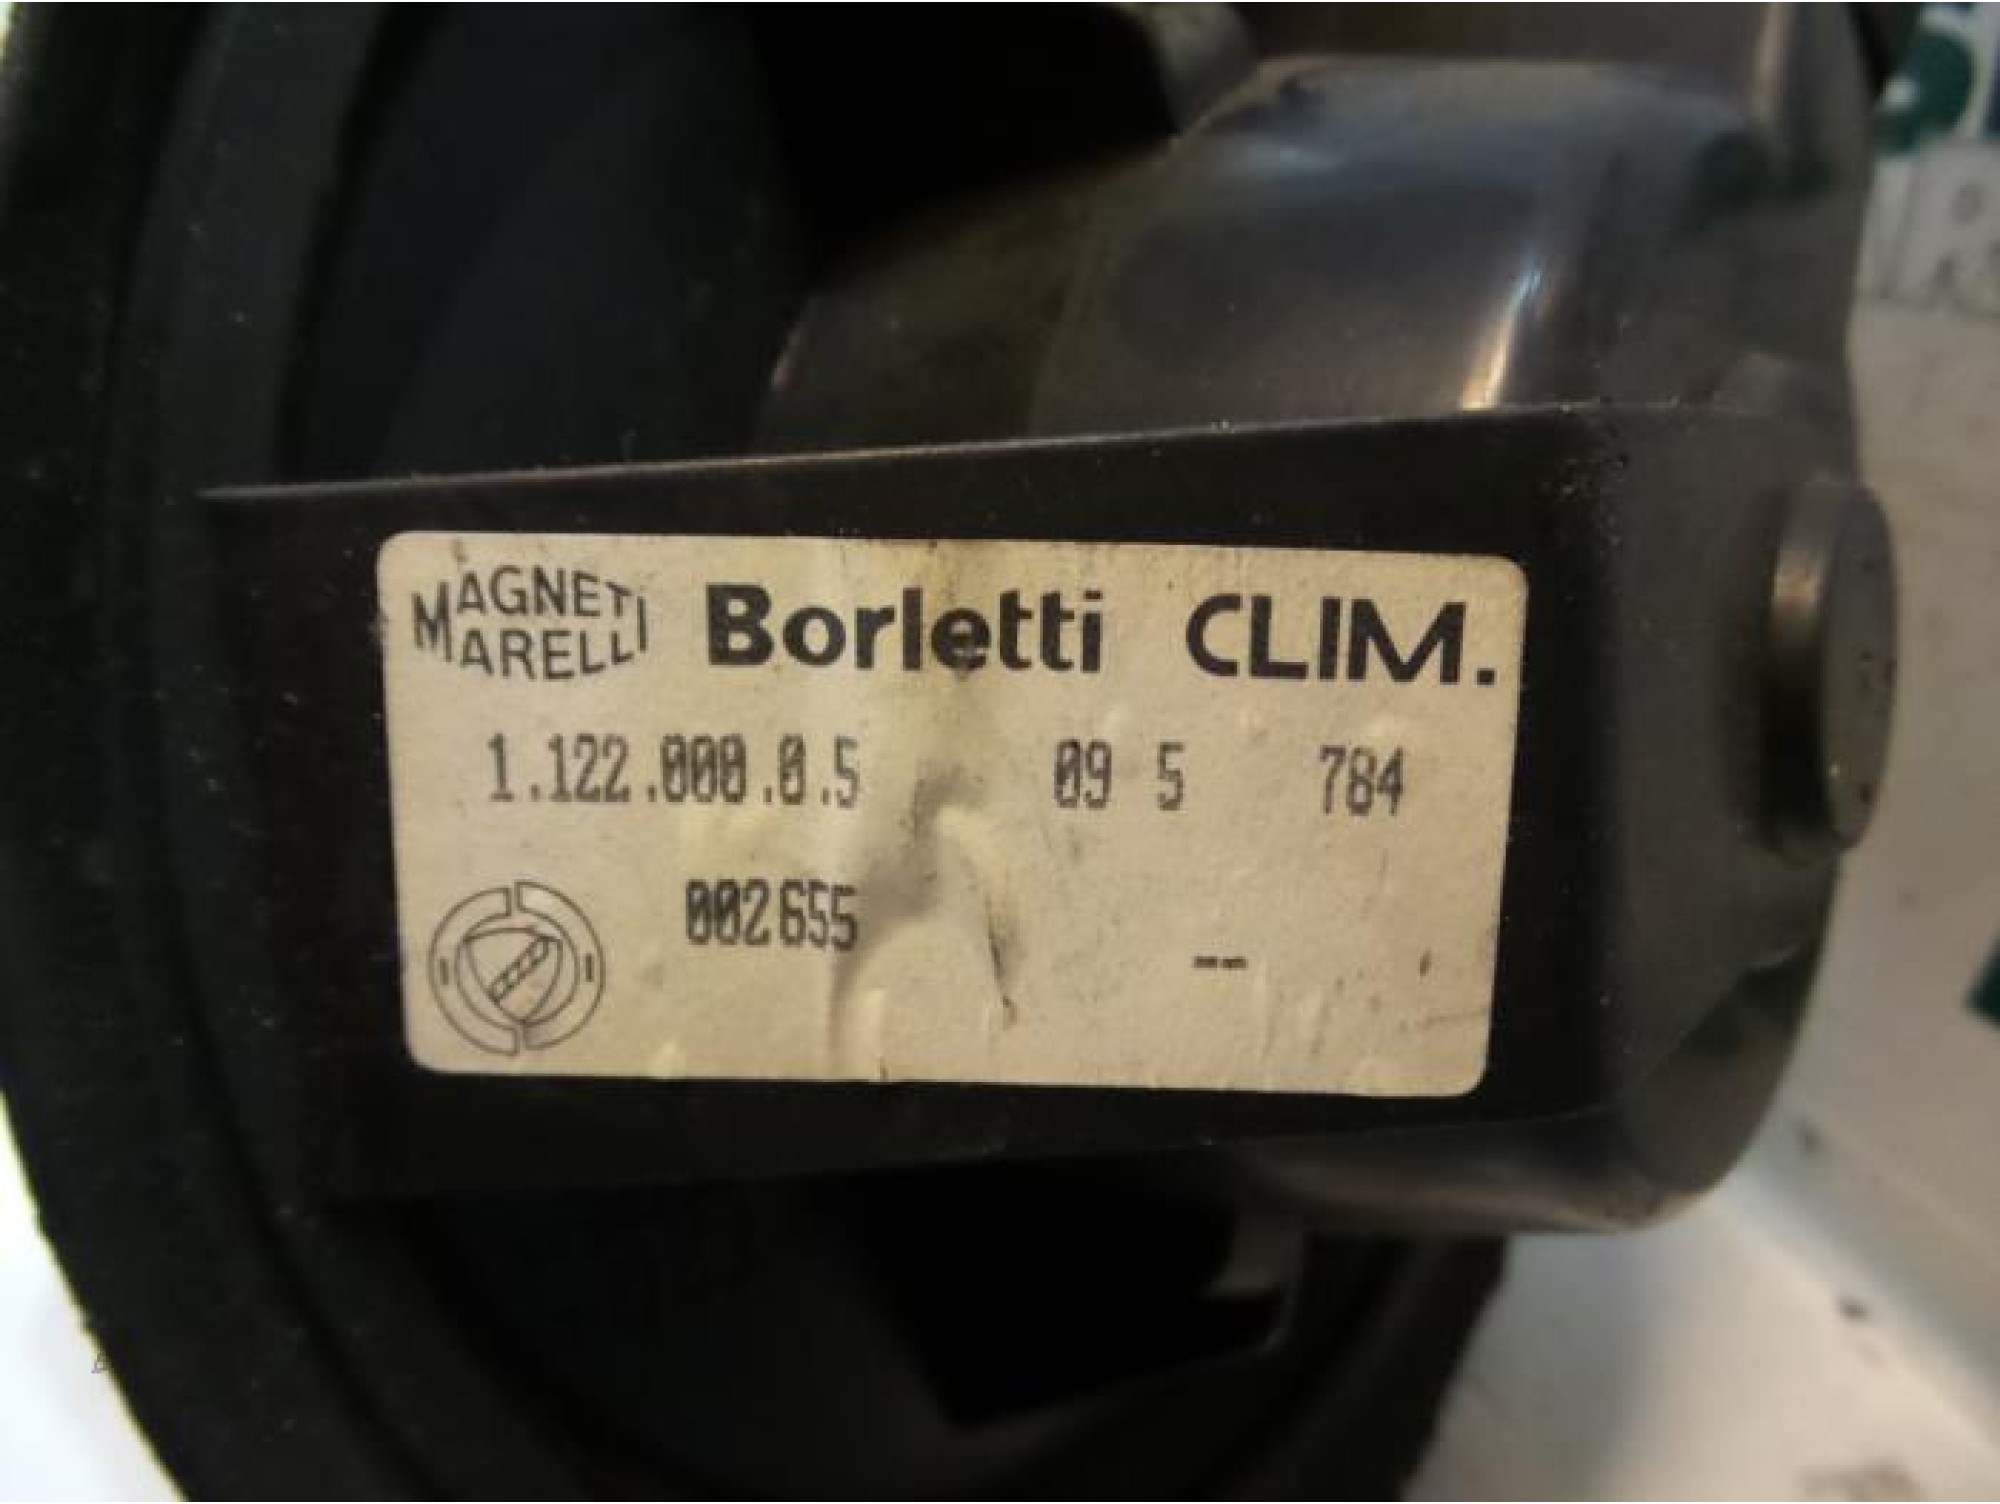 MAGNETI MARELLI Borletti CLIM.
1.122.000.0.5 09 5 784
002655
--